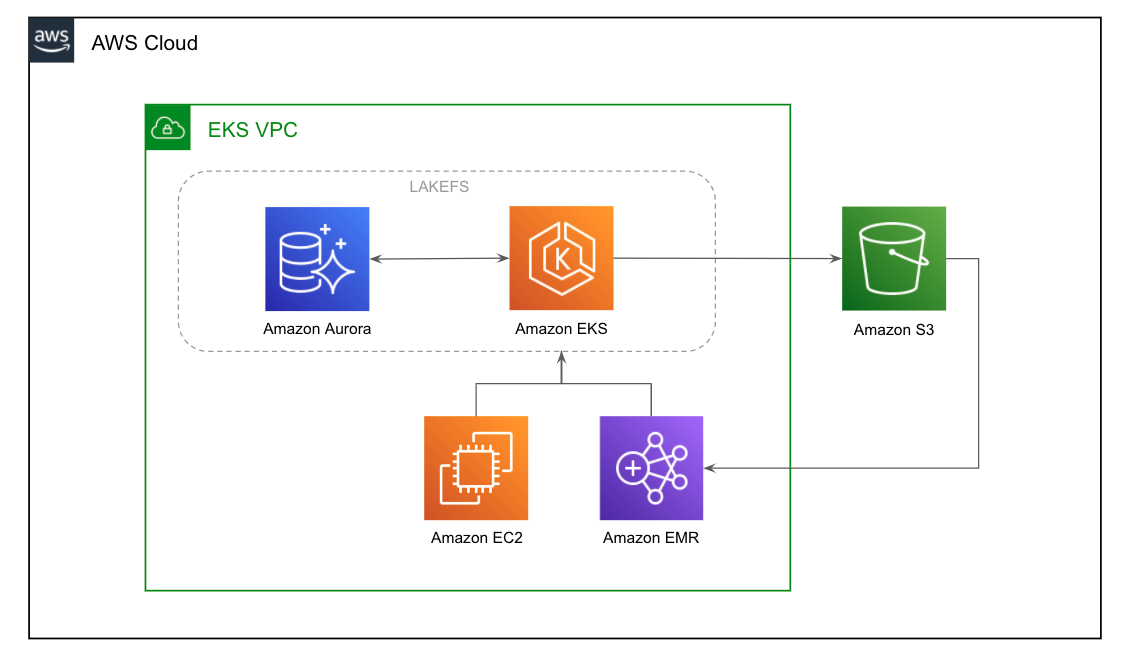 aws
AWS Cloud
EKS VPC
LAKEFS
K
Amazon Aurora
Amazon EKS
Amazon S3
Amazon EC2
Amazon EMR